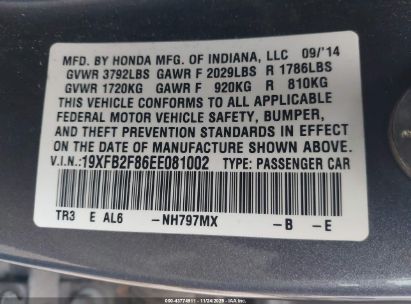 MFD. BY HONDA MFG. OF INDIANA, LLC 09/'14
GVWR 3792LBS GAWR F 2029LBS R 1786LBS
GVWR 1720KG GAWR F 920KG R 810KG
THIS VEHICLE CONFORMS TO ALL APPLICABLE
FEDERAL MOTOR VEHICLE SAFETY, BUMPER,
AND THEFT PREVENTION STANDARDS IN EFFECT
ON THE DATE OF MANUFACTURE SHOWN ABOVE.
V.I.N.:19XFB2F86EE081002 TYPE: PASSENGER CAR
TR3 E AL6 -NH797MX -B -E